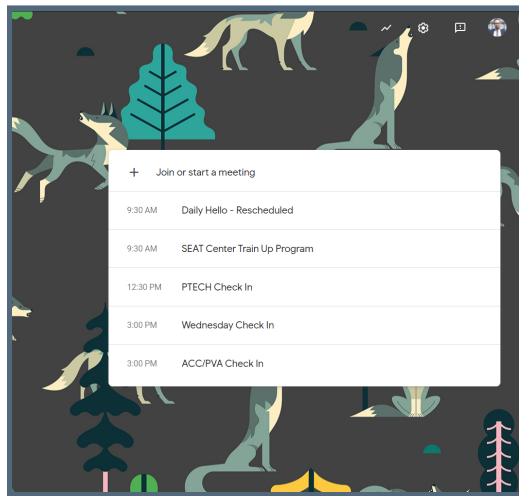 Join or start a meeting
9:30 AM Daily Hello - Rescheduled
9:30 AM SEAT Center Train Up Program
12:30 PM PTECH Check In
3:00 PM Wednesday Check In
3:00 PM ACC/PVA Check In